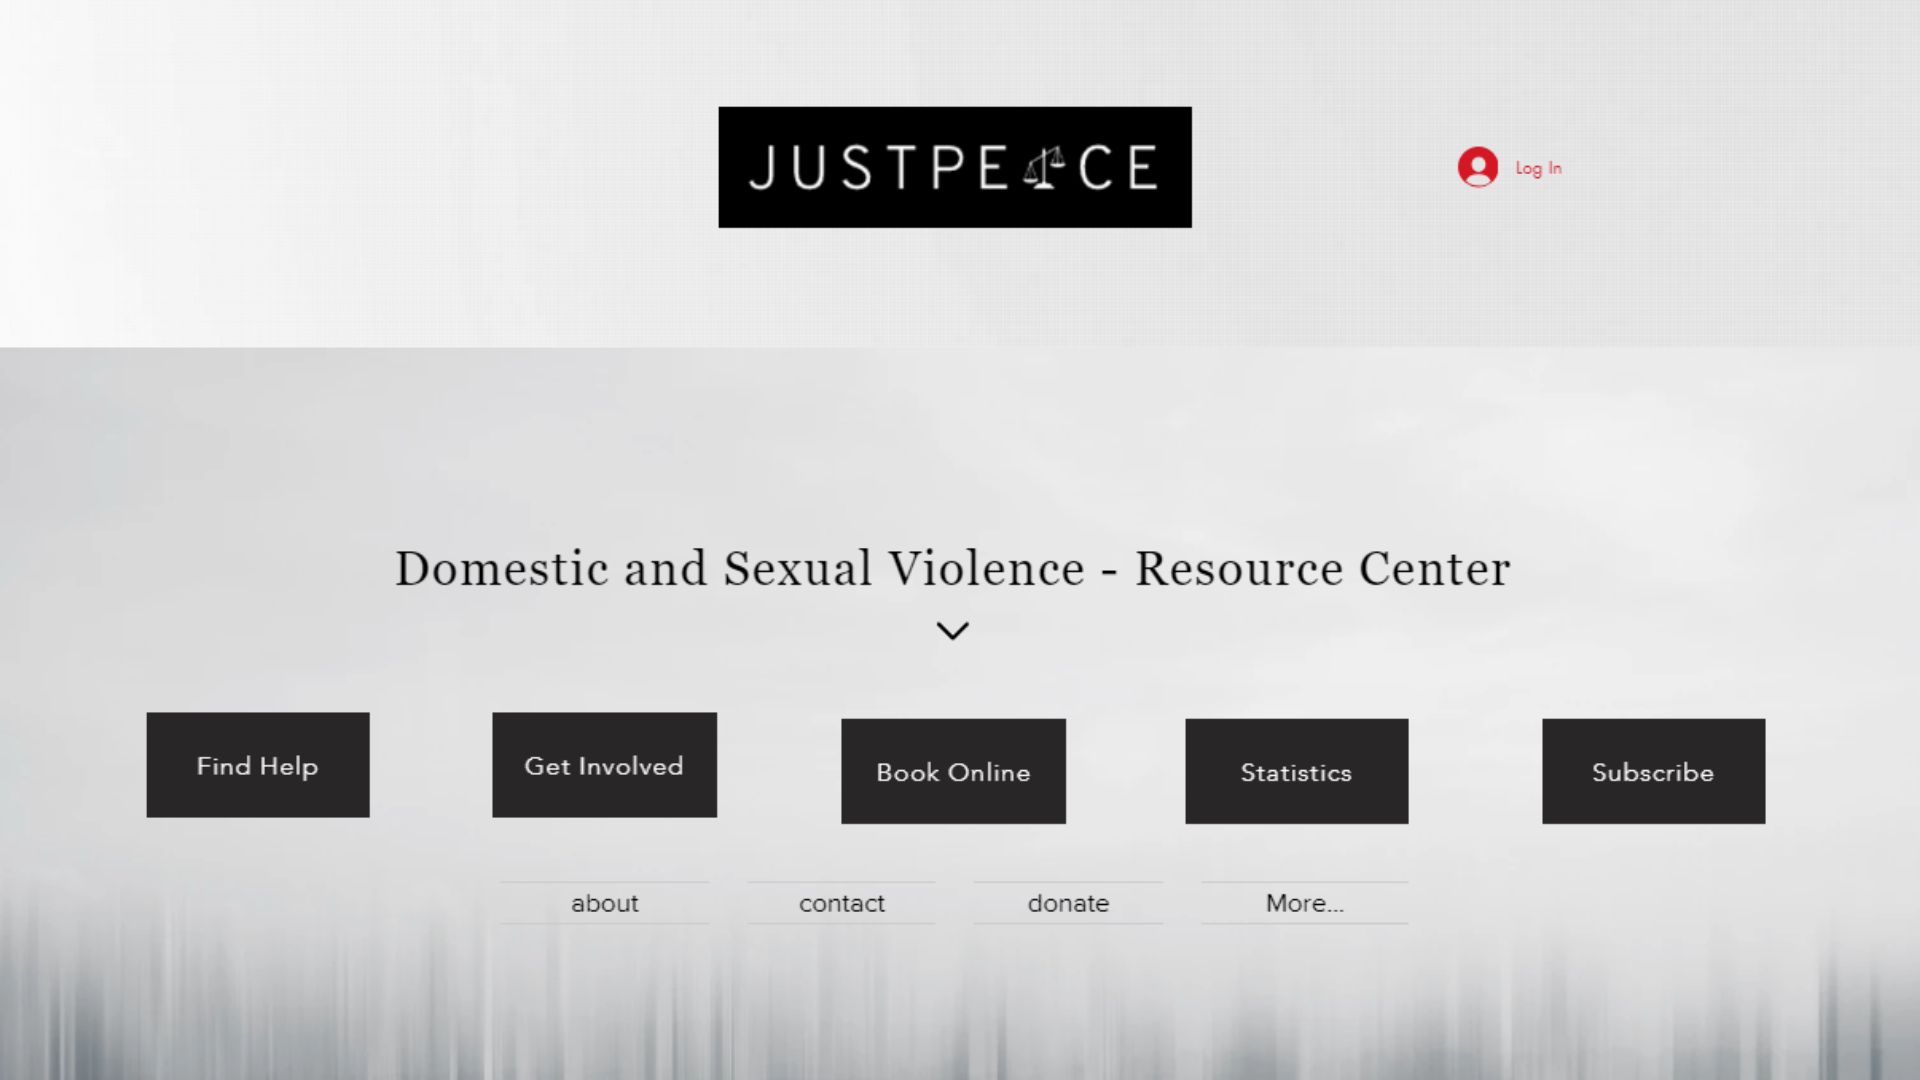 JUSTPEACE
Log In
Domestic and Sexual Violence - Resource Center
Find Help
Get Involved
Book Online
Statistics
Subscribe
about
contact
donate
More...